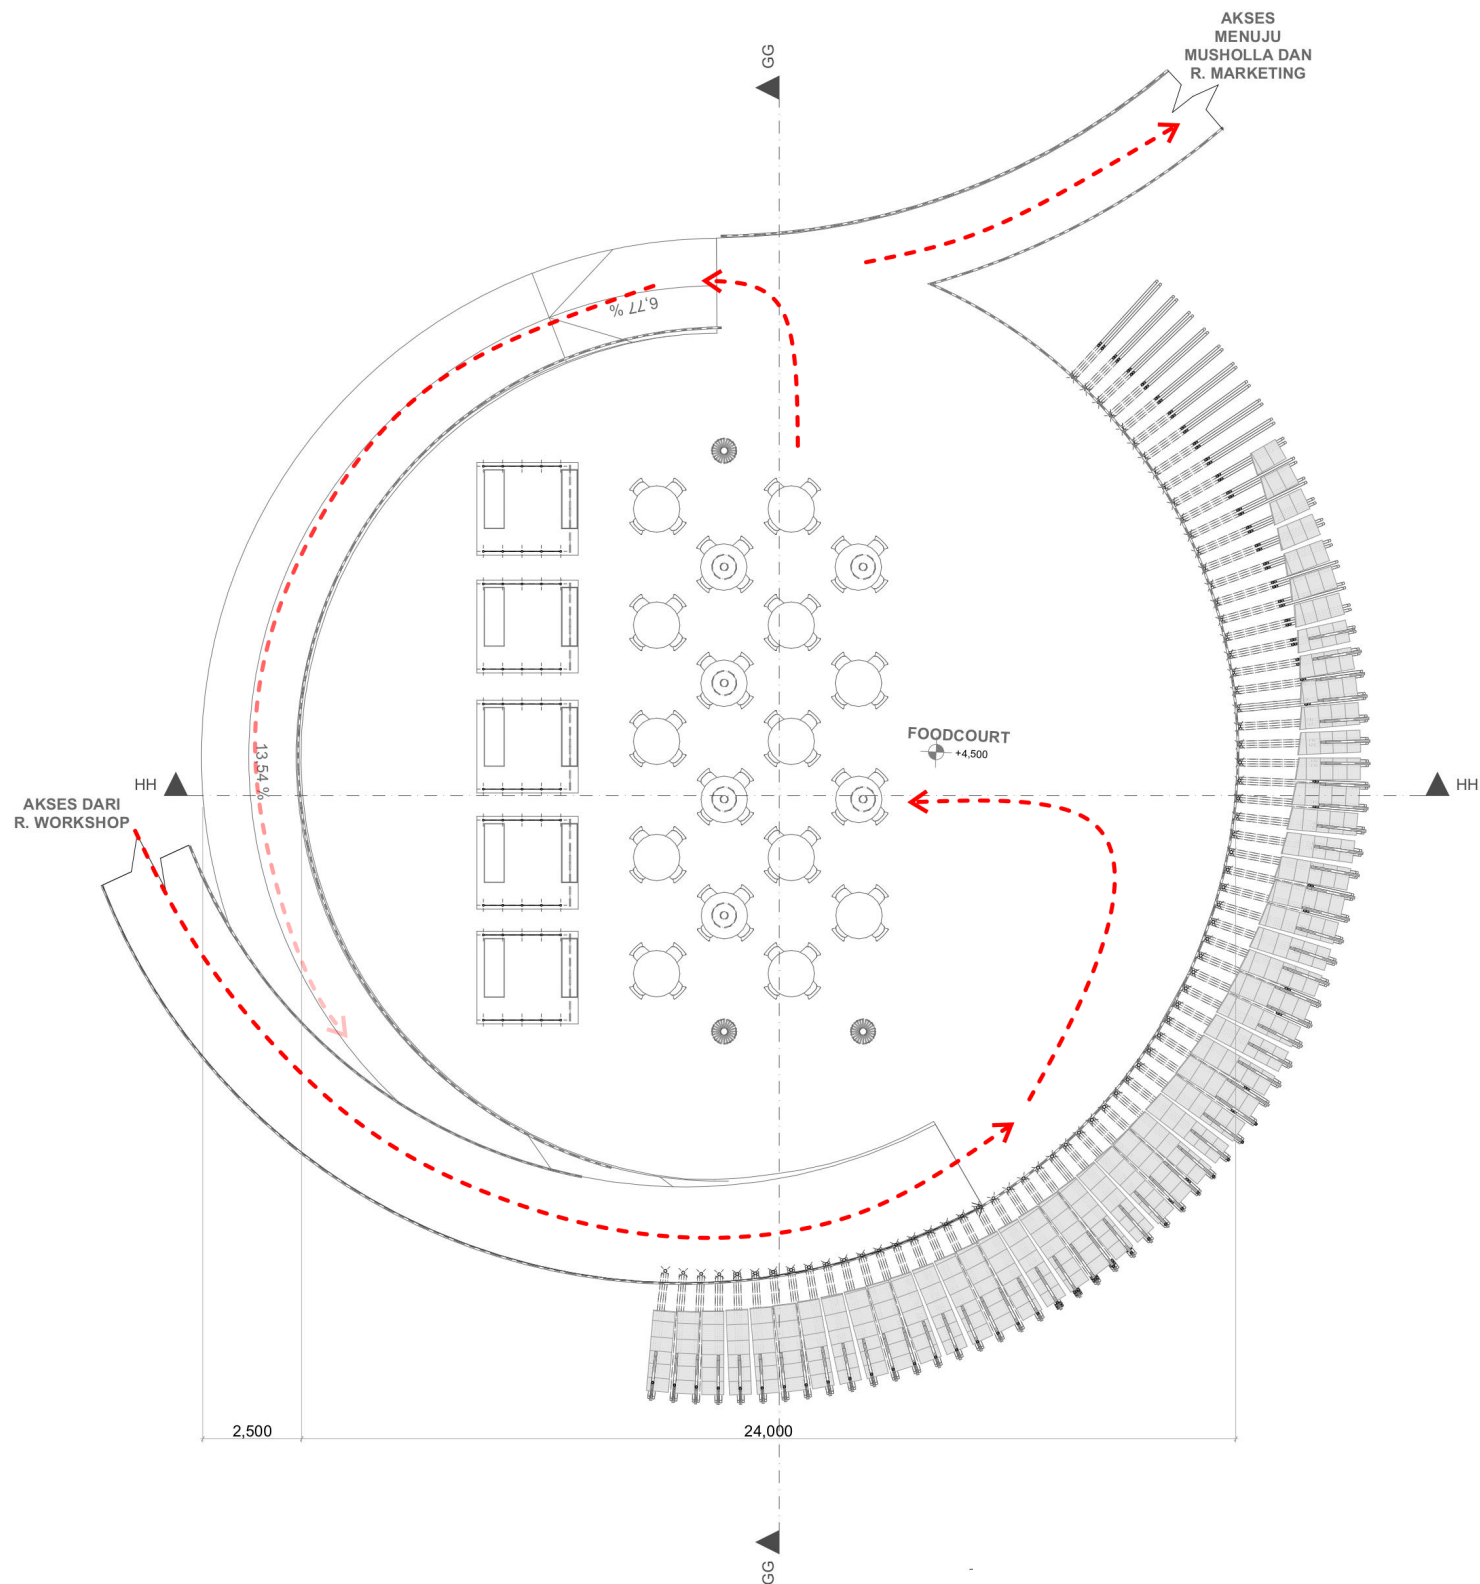 AKSES
MENUJU
MUSHOLLA DAN
R. MARKETING
GG
6,77 %
FOODCOURT
+4,500
13,54 %
HH
HH
AKSES DARI
R. WORKSHOP
2,500
24,000
GG
-